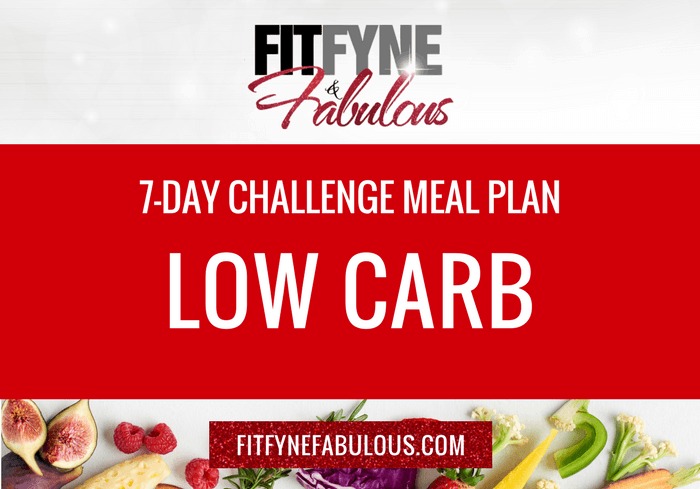 FITFYNE
&
Fabulous
7-DAY CHALLENGE MEAL PLAN
LOW CARB
FITFYNEFABULOUS.COM